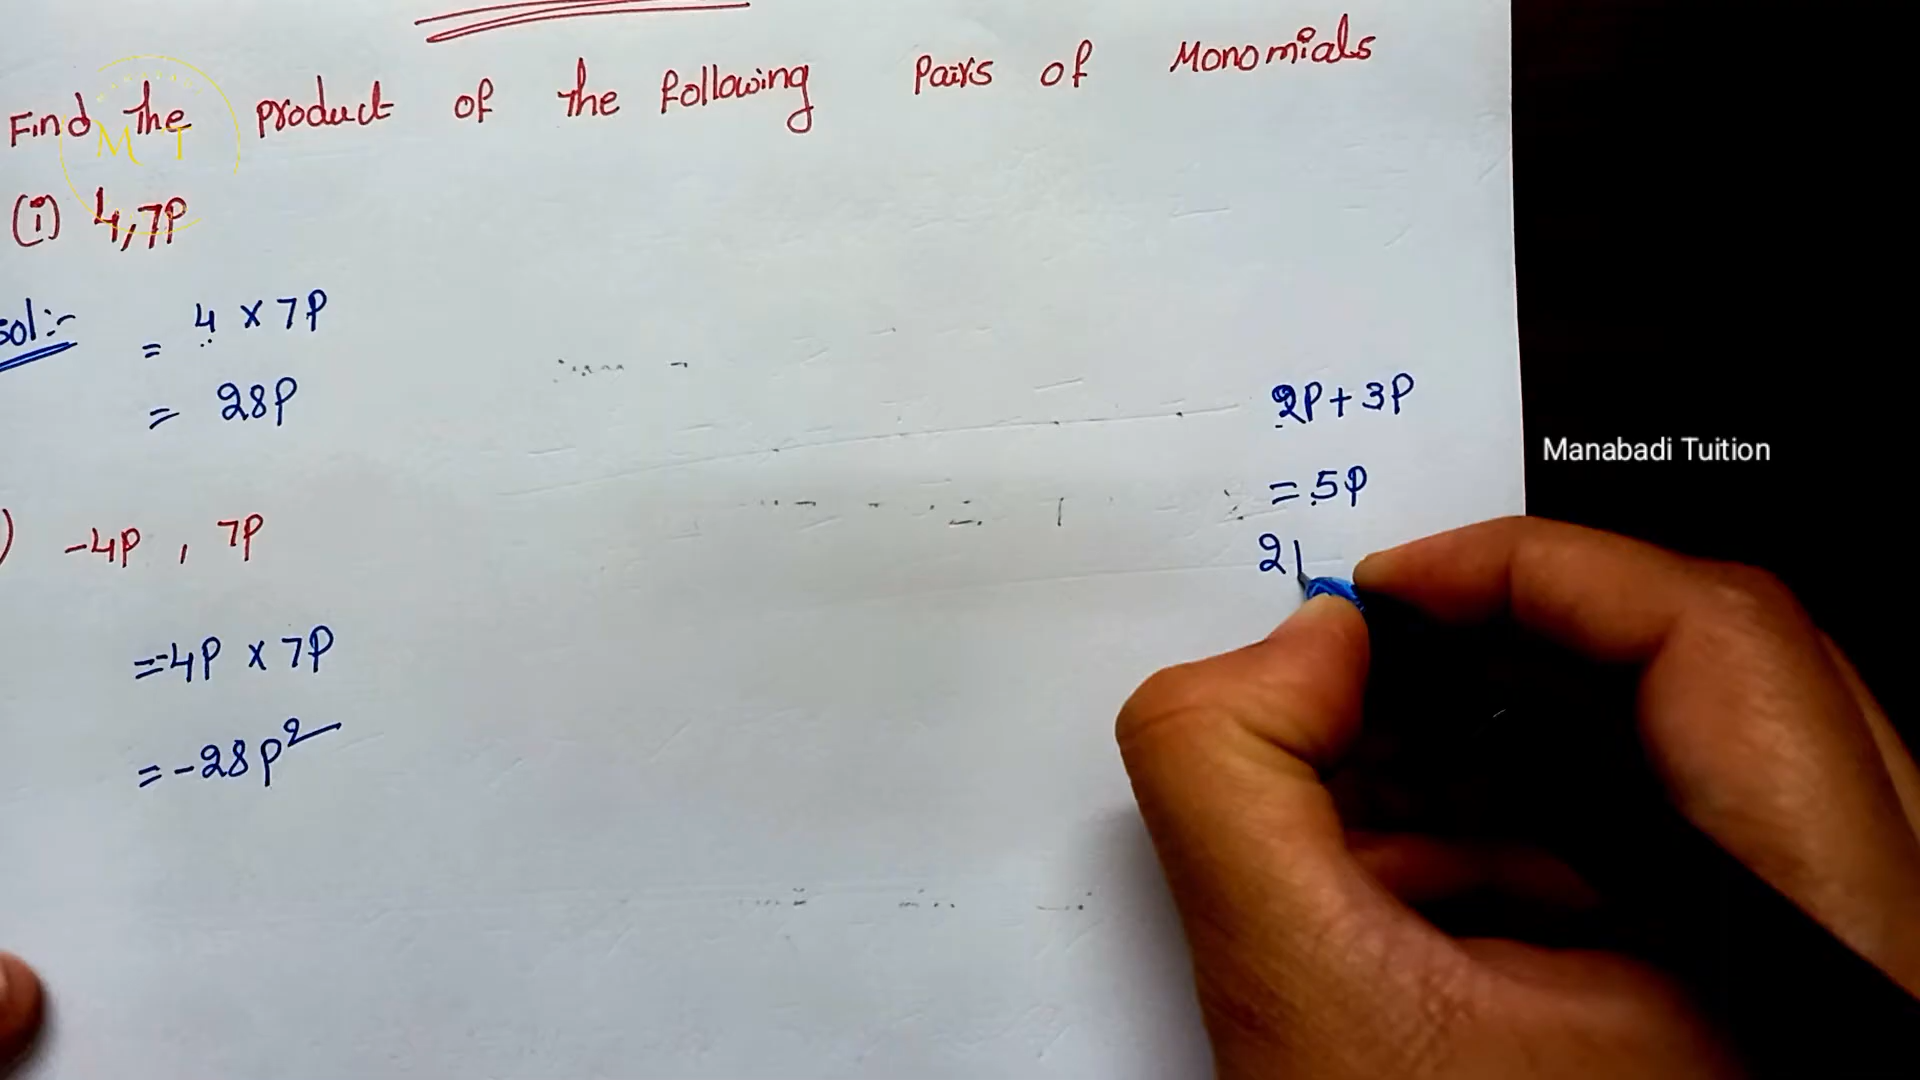 Find the product of the following Pairs of Monomials
M T
(i) 4, 7P
sol:-
= 4 × 7P
= 28P
) -4P , 7P
=-4P × 7P
= -28P²
2P + 3P
= 5P
2
Manabadi Tuition